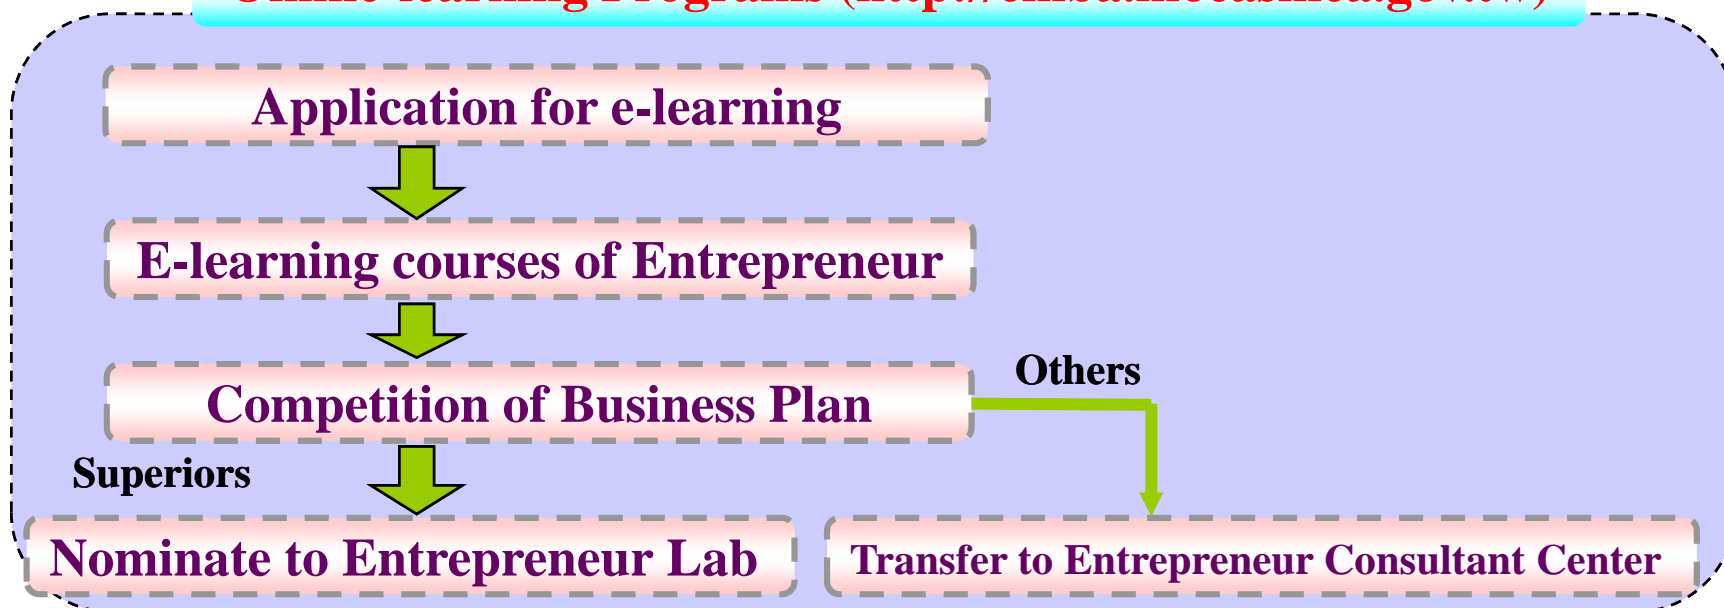 Programs
Application for e-learning
E-learning courses of Entrepreneur
Competition of Business Plan
Others
Superiors
Nominate to Entrepreneur Lab
Transfer to Entrepreneur Consultant Center